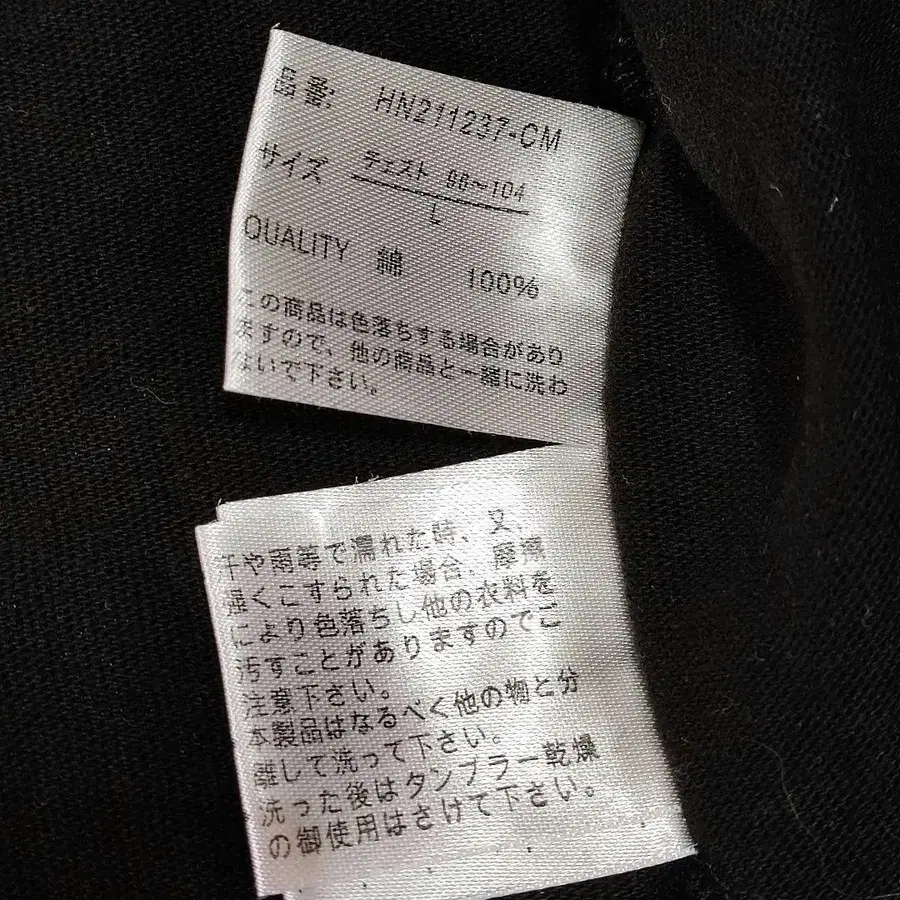 品番 HN211237-CM
サイズ チェスト 96〜104
L
QUALITY 綿 100%
この商品は色落ちする場合があり
ますので、他の商品と一緒に洗わ
ないで下さい。
汗や雨等で濡れた時、又、
強くこすられた場合、摩擦
により色落ちし他の衣料を
汚すことがありますのでご
注意下さい。
本製品はなるべく他の物と分
離して洗って下さい。
洗った後はタンブラー乾燥
の御使用はさけて下さい。